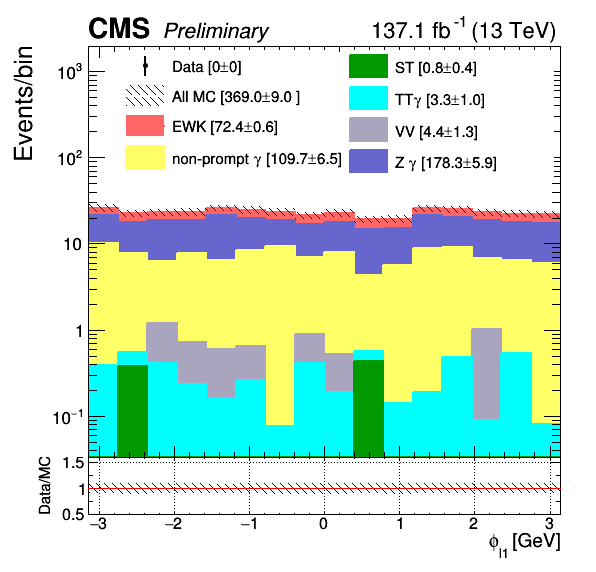 CMS Preliminary 137.1 fb⁻¹ (13 TeV)
Events/bin
10³
10²
10
1
10⁻¹
Data [0±0]
All MC [369.0±9.0 ]
EWK [72.4±0.6]
non-prompt γ [109.7±6.5]
ST [0.8±0.4]
TTγ [3.3±1.0]
VV [4.4±1.3]
Z γ [178.3±5.9]
Data/MC
1.5
1
0.5
−3 −2 −1 0 1 2 3
ϕ_l1 [GeV]